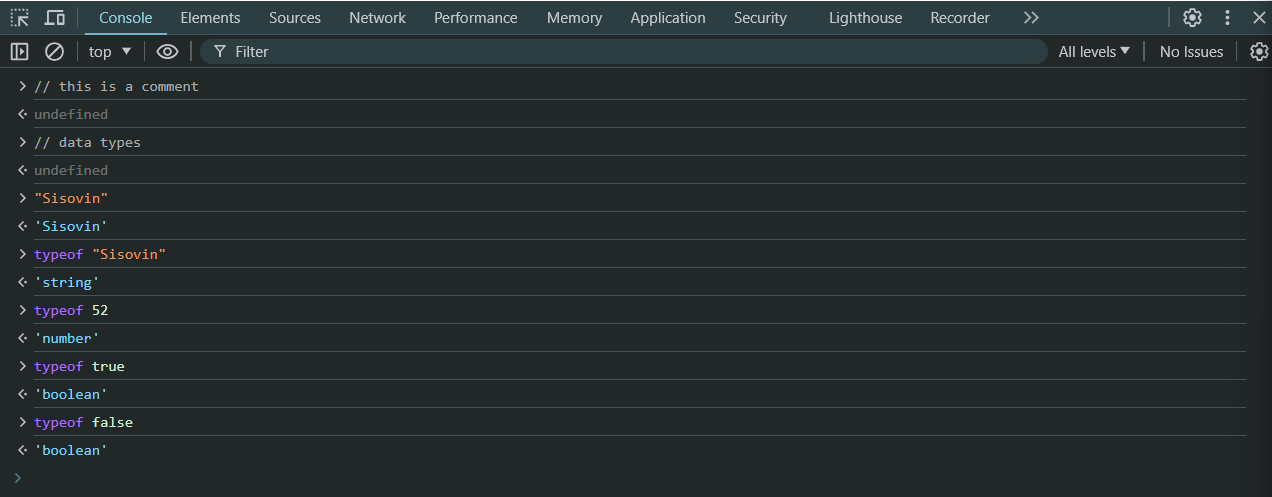 Console Elements Sources Network Performance Memory Application Security Lighthouse Recorder
top Filter All levels No Issues
// this is a comment
undefined
// data types
undefined
"Sisovin"
'Sisovin'
typeof "Sisovin"
'string'
typeof 52
'number'
typeof true
'boolean'
typeof false
'boolean'